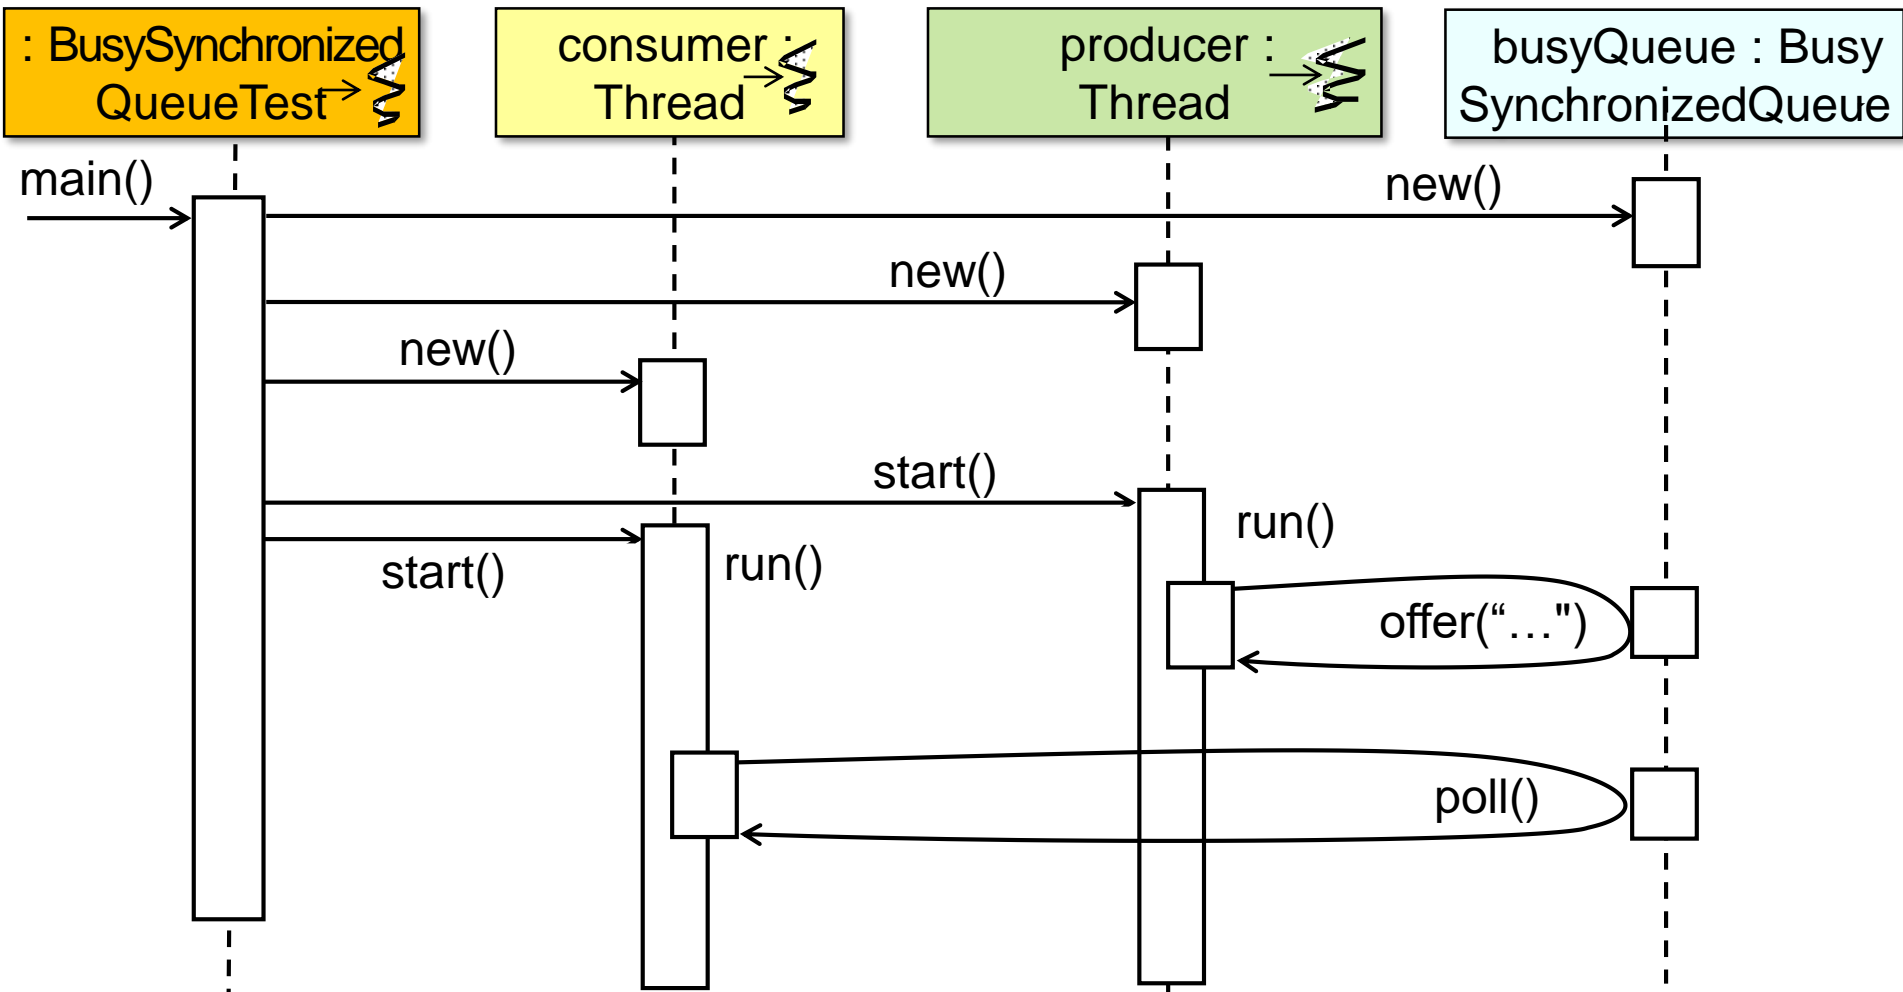 : BusySynchronized
QueueTest
consumer :
Thread
producer :
Thread
busyQueue : Busy
SynchronizedQueue
main()
new()
new()
new()
start()
start()
run()
run()
offer(“…")
poll()